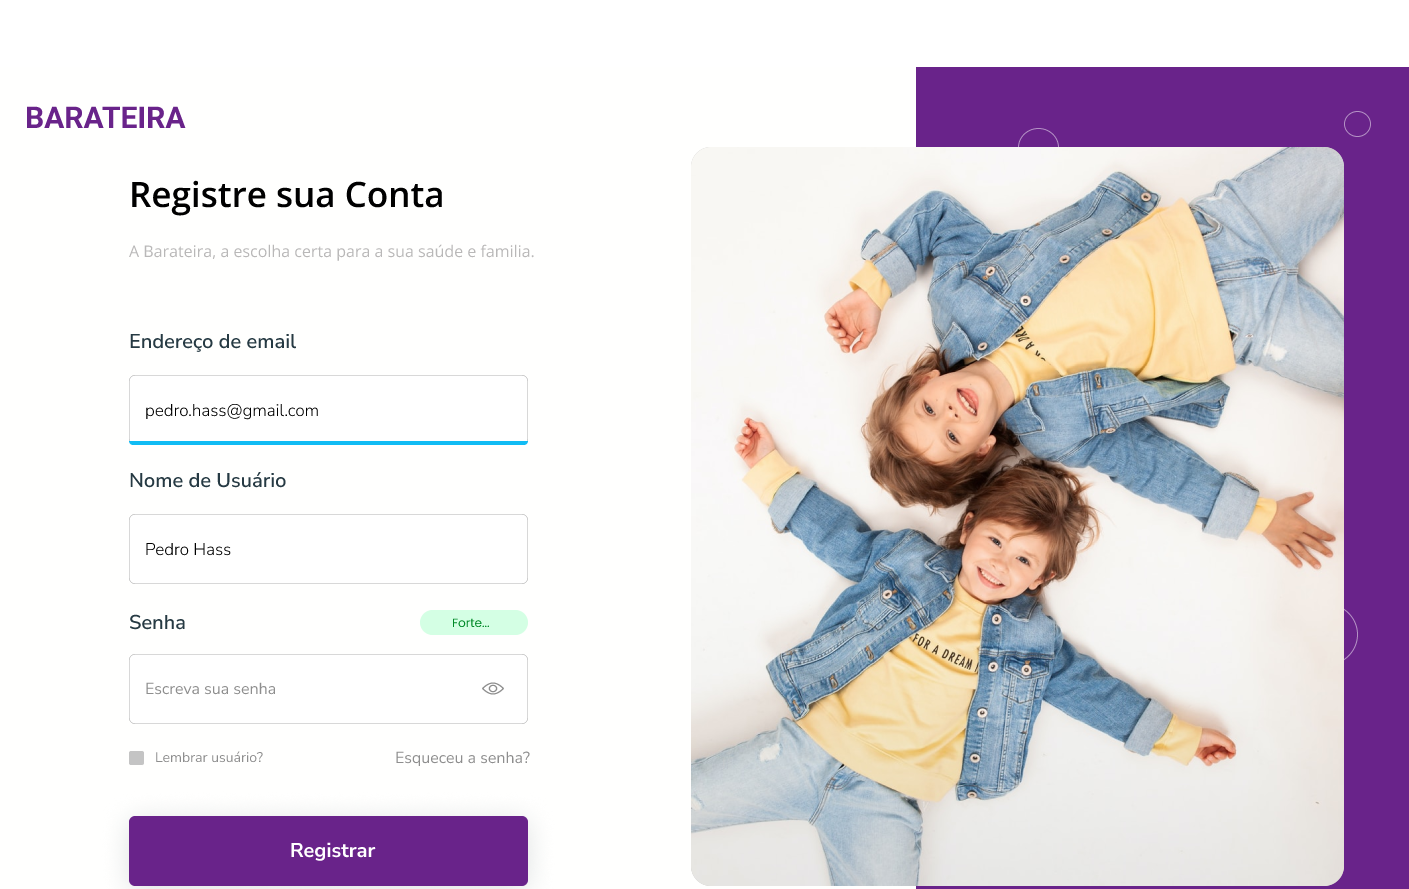 BARATEIRA
Registre sua Conta
A Barateira, a escolha certa para a sua saúde e familia.
Endereço de email
pedro.hass@gmail.com
Nome de Usuário
Pedro Hass
Senha
Forte...
Escreva sua senha
Lembrar usuário?
Esqueceu a senha?
Registrar
FOR A DREAM